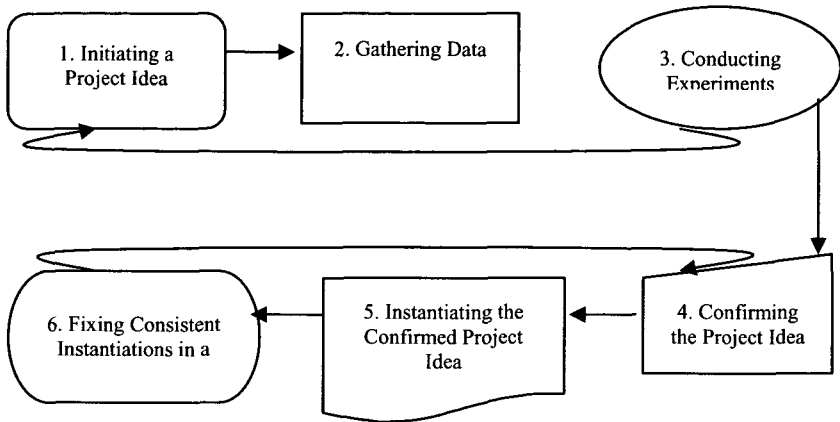 1. Initiating a
Project Idea
2. Gathering Data
3. Conducting
Experiments
4. Confirming
the Project Idea
5. Instantiating the
Confirmed Project
Idea
6. Fixing Consistent
Instantiations in a